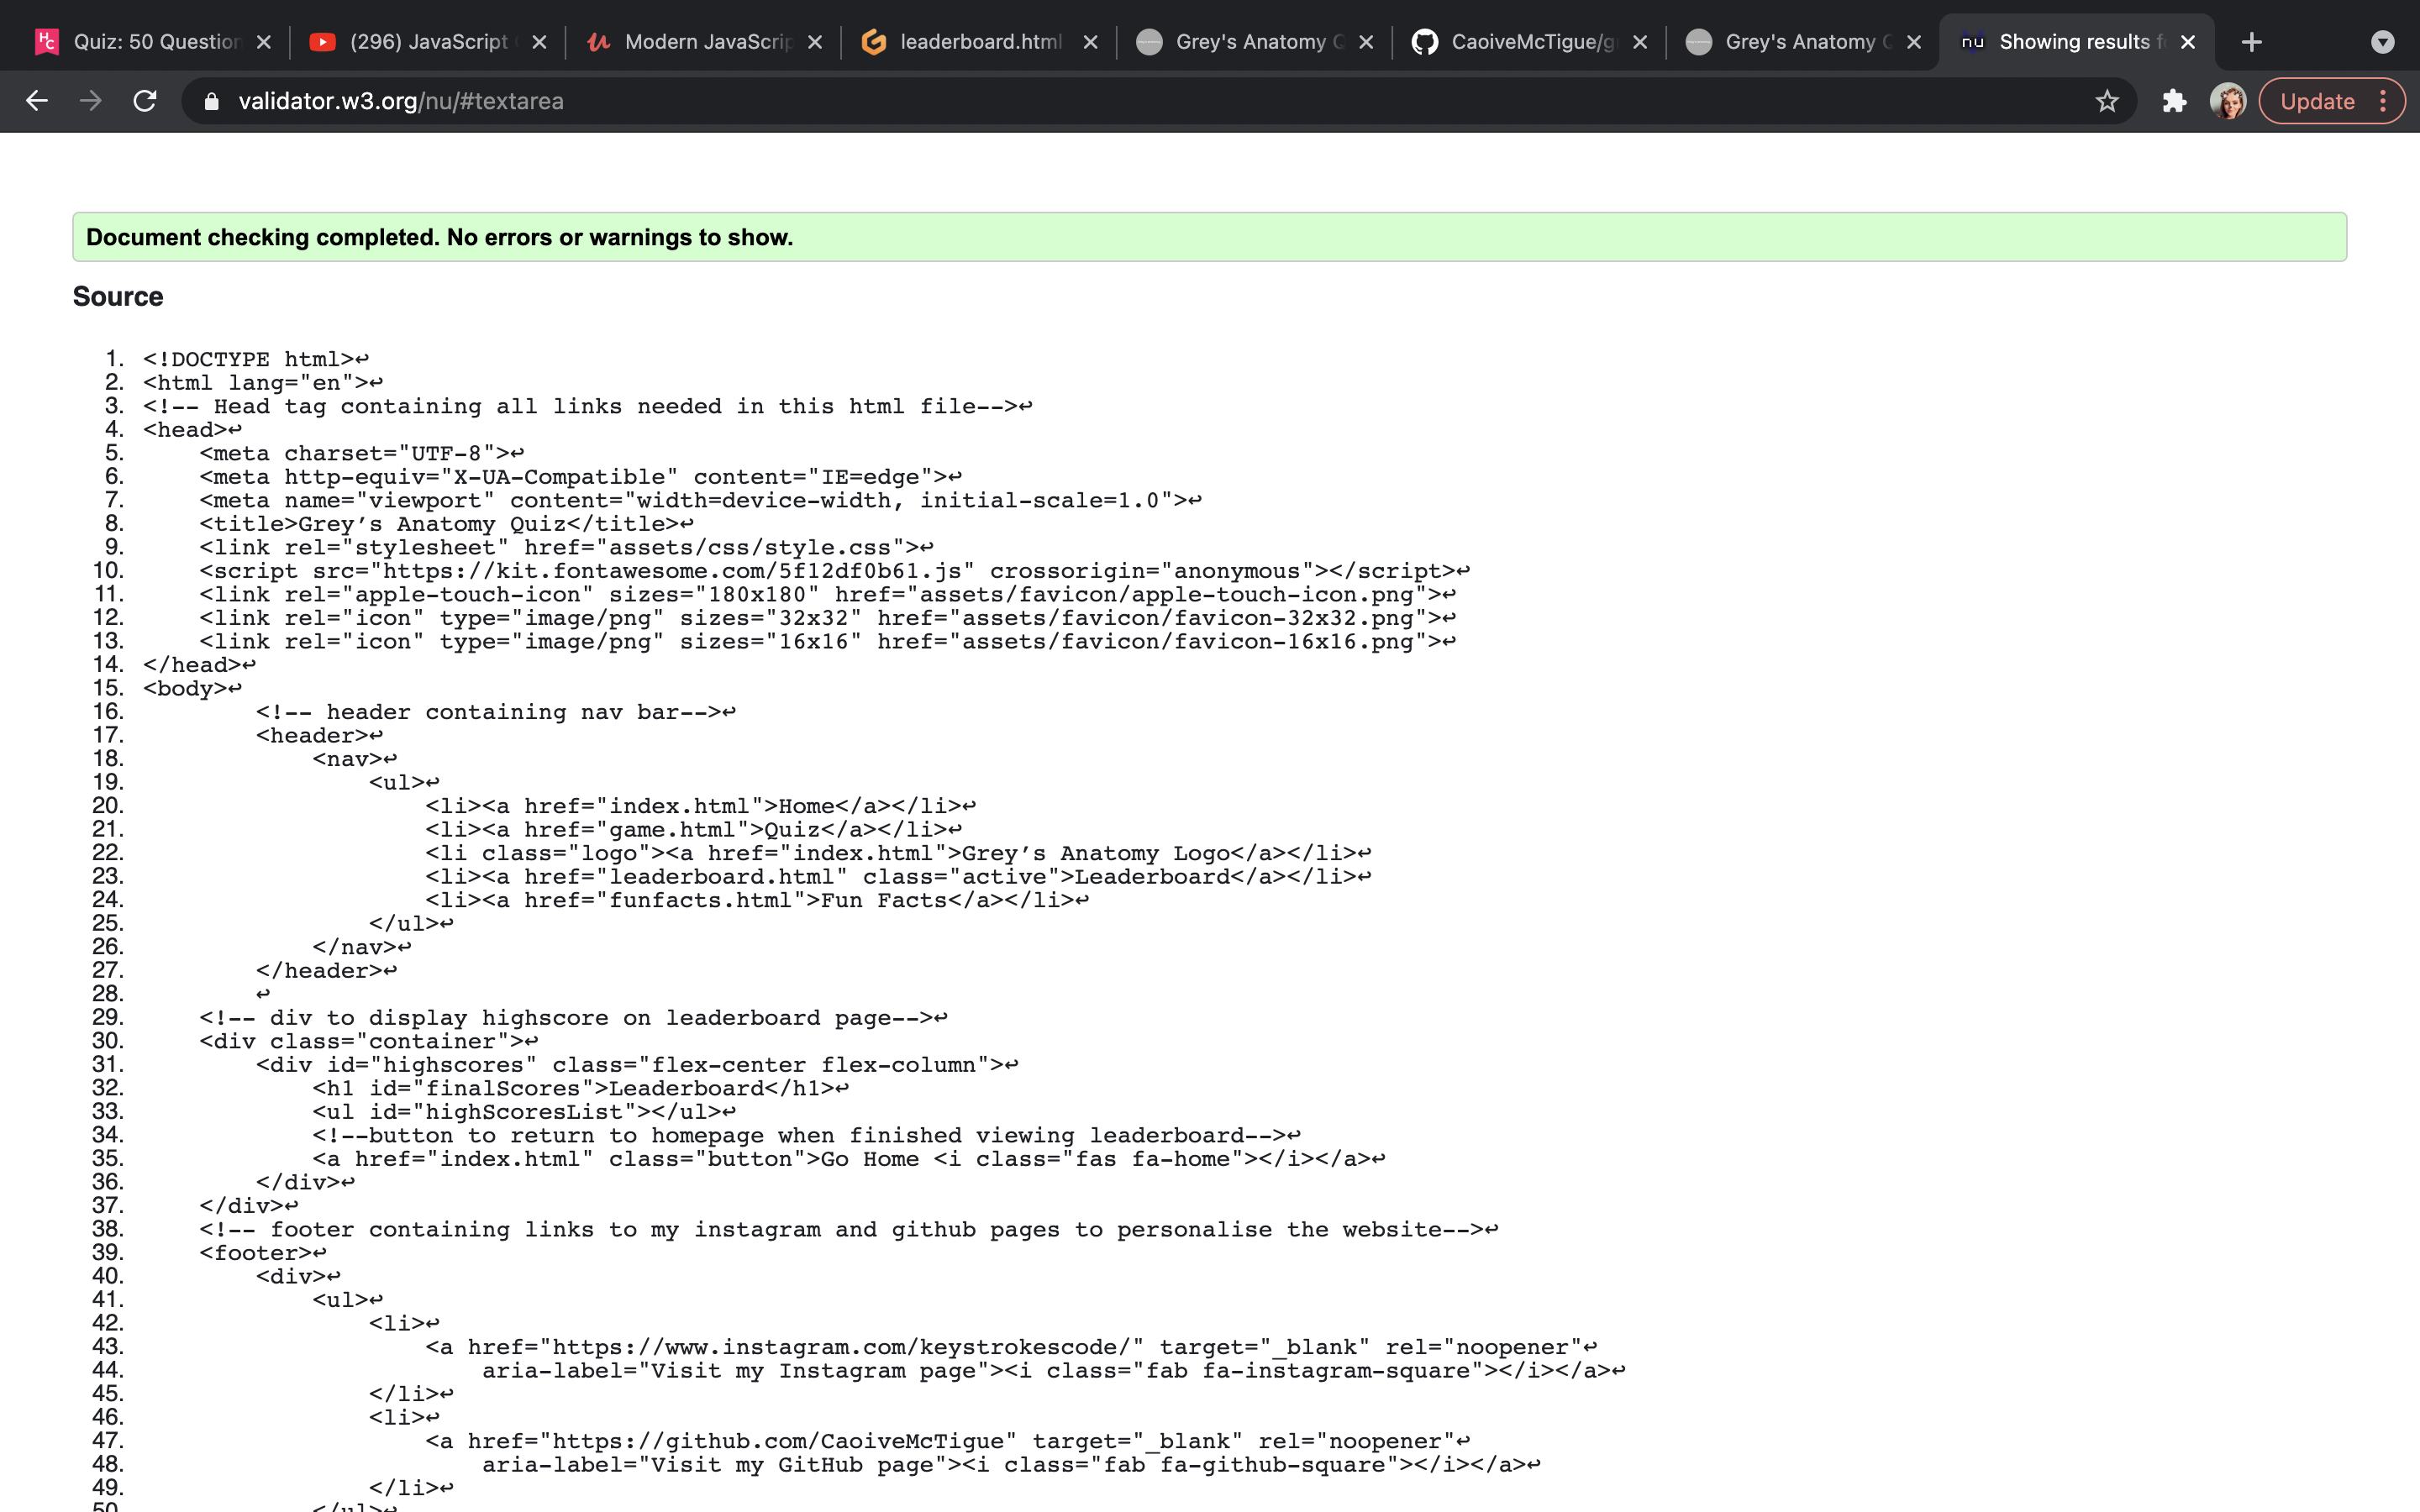 Quiz: 50 Question
(296) JavaScript
Modern JavaScrip
leaderboard.html
Grey's Anatomy Q
CaoiveMcTigue/g
Grey's Anatomy Q
nu Showing results f
validator.w3.org/nu/#textarea
Update
Document checking completed. No errors or warnings to show.
Source
1. <!DOCTYPE html>↩
2. <html lang="en">↩
3. <!-- Head tag containing all links needed in this html file-->↩
4. <head>↩
5. <meta charset="UTF-8">↩
6. <meta http-equiv="X-UA-Compatible" content="IE=edge">↩
7. <meta name="viewport" content="width=device-width, initial-scale=1.0">↩
8. <title>Grey’s Anatomy Quiz</title>↩
9. <link rel="stylesheet" href="assets/css/style.css">↩
10. <script src="https://kit.fontawesome.com/5f12df0b61.js" crossorigin="anonymous"></script>↩
11. <link rel="apple-touch-icon" sizes="180x180" href="assets/favicon/apple-touch-icon.png">↩
12. <link rel="icon" type="image/png" sizes="32x32" href="assets/favicon/favicon-32x32.png">↩
13. <link rel="icon" type="image/png" sizes="16x16" href="assets/favicon/favicon-16x16.png">↩
14. </head>↩
15. <body>↩
16. <!-- header containing nav bar-->↩
17. <header>↩
18. <nav>↩
19. <ul>↩
20. <li><a href="index.html">Home</a></li>↩
21. <li><a href="game.html">Quiz</a></li>↩
22. <li class="logo"><a href="index.html">Grey’s Anatomy Logo</a></li>↩
23. <li><a href="leaderboard.html" class="active">Leaderboard</a></li>↩
24. <li><a href="funfacts.html">Fun Facts</a></li>↩
25. </ul>↩
26. </nav>↩
27. </header>↩
28. ↩
29. <!-- div to display highscore on leaderboard page-->↩
30. <div class="container">↩
31. <div id="highscores" class="flex-center flex-column">↩
32. <h1 id="finalScores">Leaderboard</h1>↩
33. <ul id="highScoresList"></ul>↩
34. <!--button to return to homepage when finished viewing leaderboard-->↩
35. <a href="index.html" class="button">Go Home <i class="fas fa-home"></i></a>↩
36. </div>↩
37. </div>↩
38. <!-- footer containing links to my instagram and github pages to personalise the website-->↩
39. <footer>↩
40. <div>↩
41. <ul>↩
42. <li>↩
43. <a href="https://www.instagram.com/keystrokescode/" target="_blank" rel="noopener"↩
44. aria-label="Visit my Instagram page"><i class="fab fa-instagram-square"></i></a>↩
45. </li>↩
46. <li>↩
47. <a href="https://github.com/CaoiveMcTigue" target="_blank" rel="noopener"↩
48. aria-label="Visit my GitHub page"><i class="fab fa-github-square"></i></a>↩
49. </li>↩
50. </ul>↩